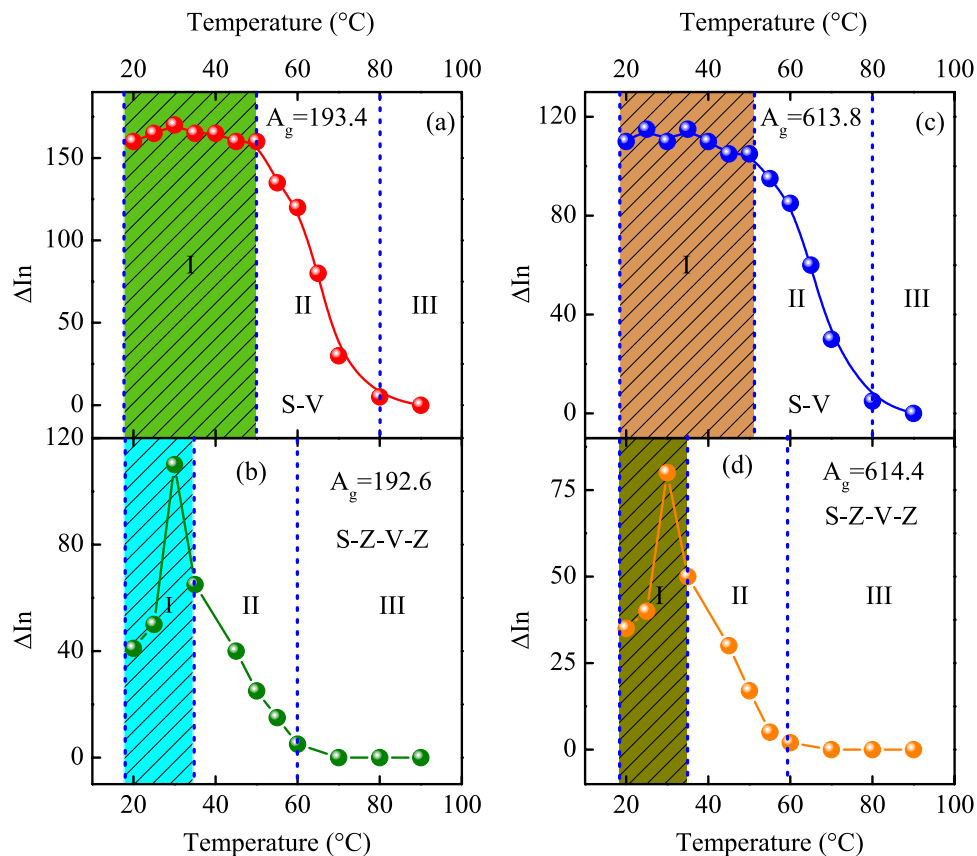 Temperature (°C)
20 40 60 80 100
A_g=193.4
(a)
150
100
50
0
ΔIn
I
II
III
S-V
120
80
40
0
ΔIn
(b)
A_g=192.6
S-Z-V-Z
I
II
III
20 40 60 80 100
Temperature (°C)
Temperature (°C)
20 40 60 80 100
A_g=613.8
(c)
120
80
40
0
ΔIn
I
II
III
S-V
75
50
25
0
ΔIn
(d)
A_g=614.4
S-Z-V-Z
I
II
III
20 40 60 80 100
Temperature (°C)